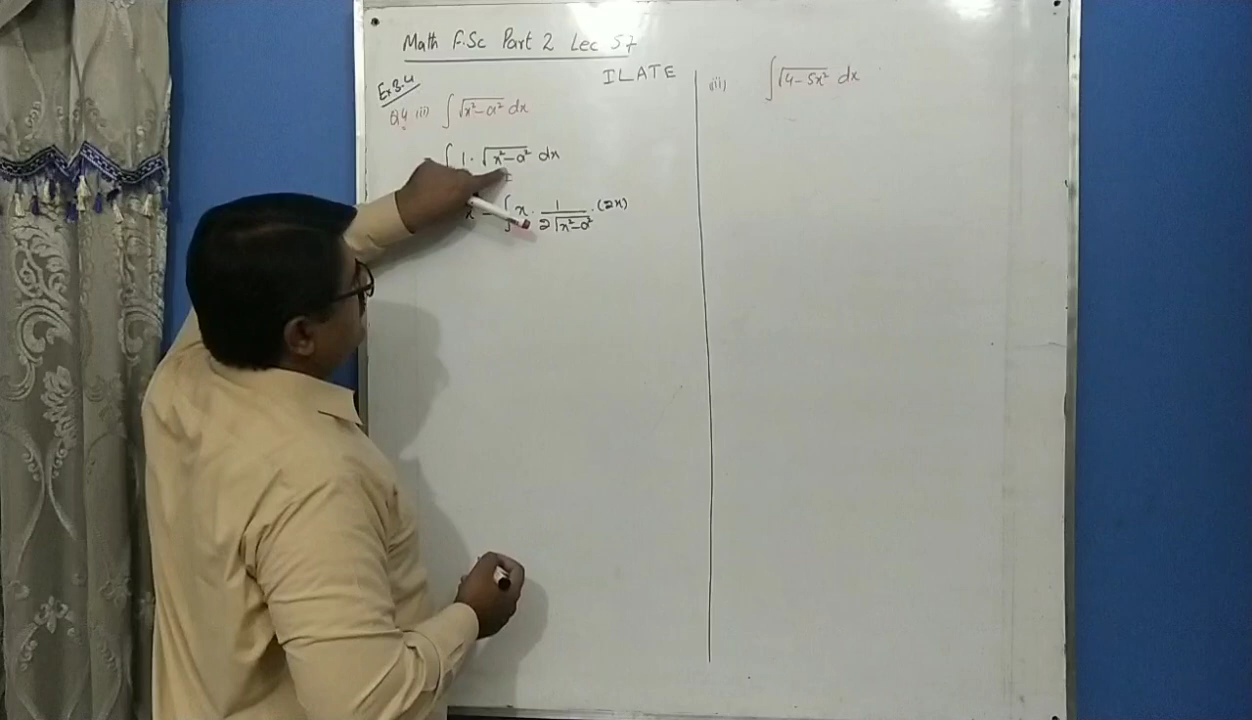 Math F.Sc Part 2 Lec 57
Ex 3.4
ILATE
Q4 (ii) ∫√x²-a² dx
∫ 1· √x²-a² dx
I
x - ∫ x · 1/2√x²-a² ·(2x)
(iii) ∫√4-5x² dx